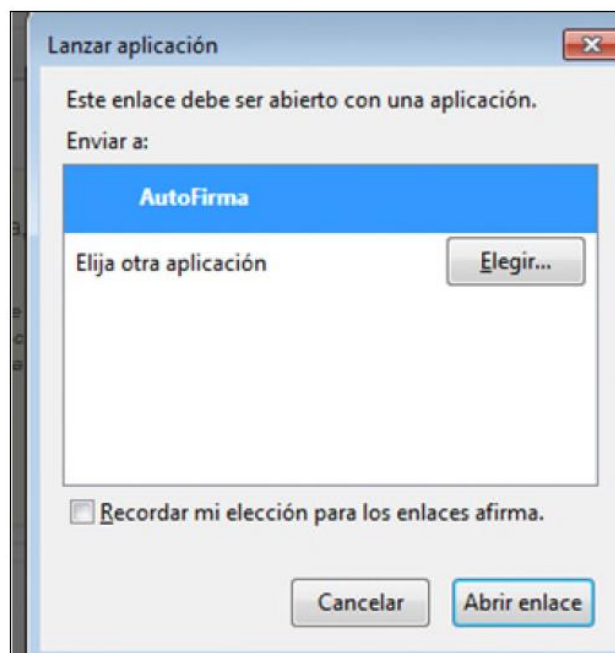 Lanzar aplicación
Este enlace debe ser abierto con una aplicación.
Enviar a:
AutoFirma
Elija otra aplicación
Elegir...
Recordar mi elección para los enlaces afirma.
Cancelar
Abrir enlace